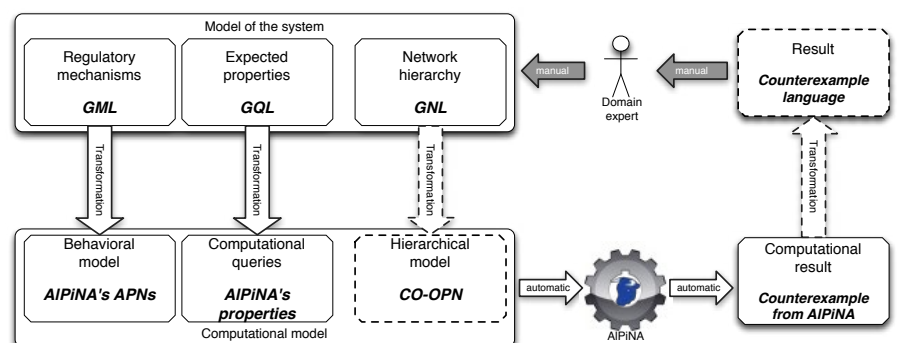 Model of the system
Regulatory
mechanisms
GML
Expected
properties
GQL
Network
hierarchy
GNL
manual
Domain
expert
manual
Result
Counterexample
language
Transformation
Transformation
Transformation
Transformation
Behavioral
model
AlPiNA's APNs
Computational
queries
AlPiNA's
properties
Hierarchical
model
CO-OPN
Computational model
automatic
AlPiNA
automatic
Computational
result
Counterexample
from AlPiNA